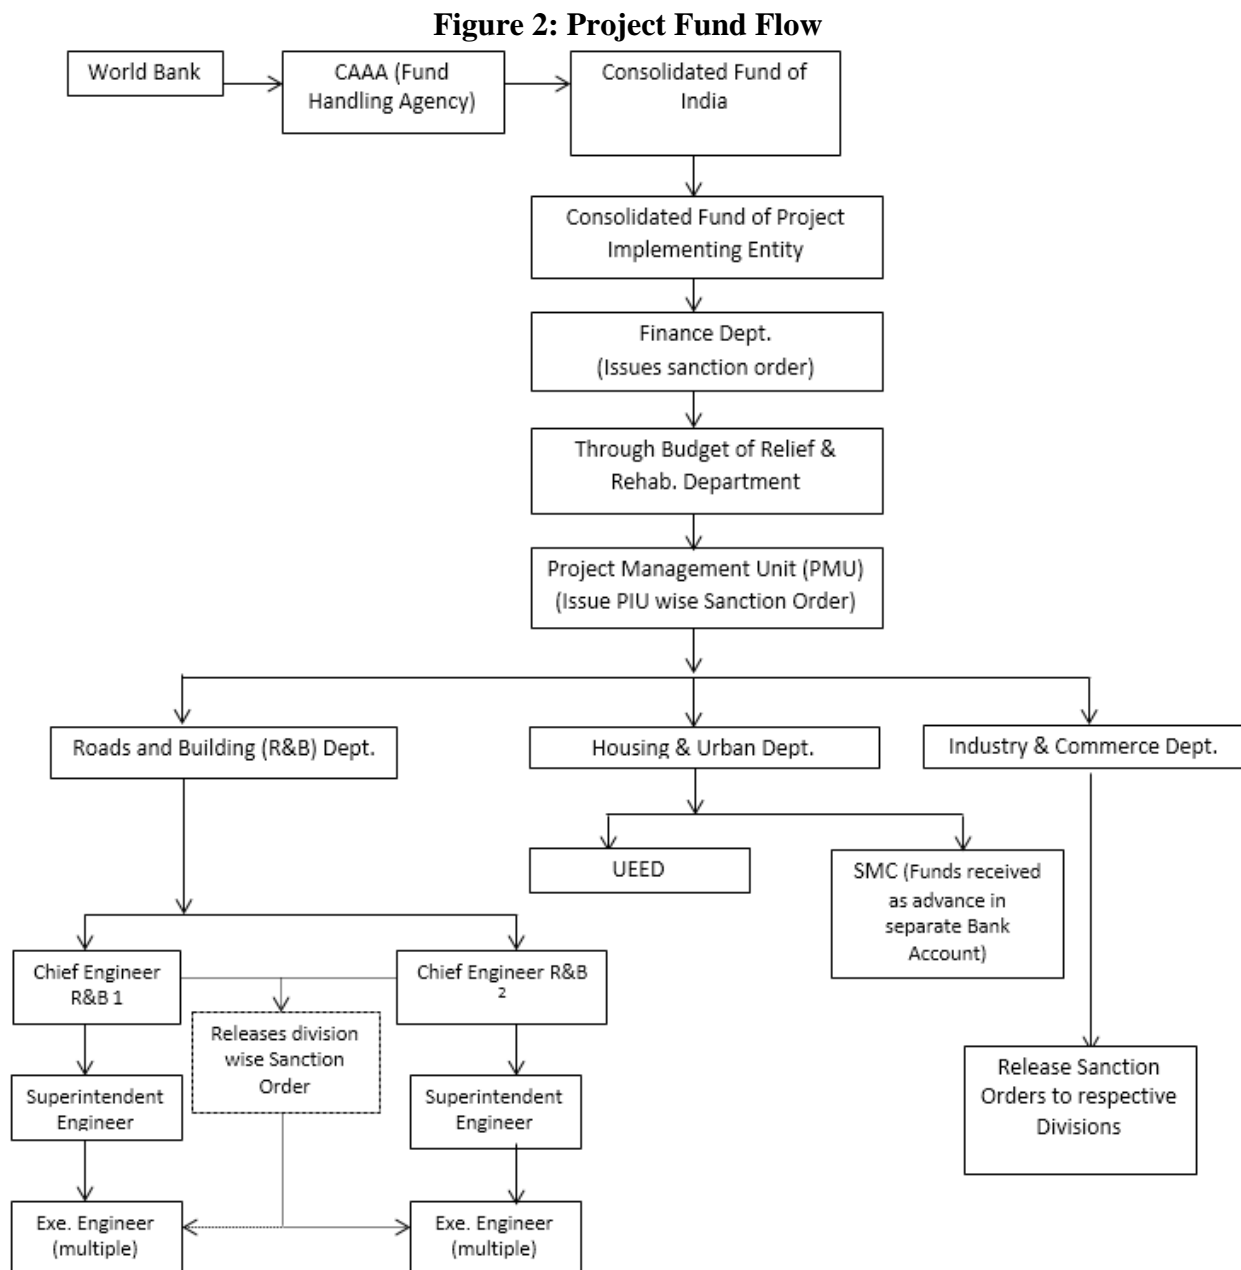 Figure 2: Project Fund Flow
World Bank
CAAA (Fund
Handling Agency)
Consolidated Fund of
India
Consolidated Fund of Project
Implementing Entity
Finance Dept.
(Issues sanction order)
Through Budget of Relief &
Rehab. Department
Project Management Unit (PMU)
(Issue PIU wise Sanction Order)
Roads and Building (R&B) Dept.
Housing & Urban Dept.
Industry & Commerce Dept.
UEED
SMC (Funds received
as advance in
separate Bank
Account)
Chief Engineer
R&B 1
Chief Engineer R&B
2
Releases division
wise Sanction
Order
Release Sanction
Orders to respective
Divisions
Superintendent
Engineer
Superintendent
Engineer
Exe. Engineer
(multiple)
Exe. Engineer
(multiple)